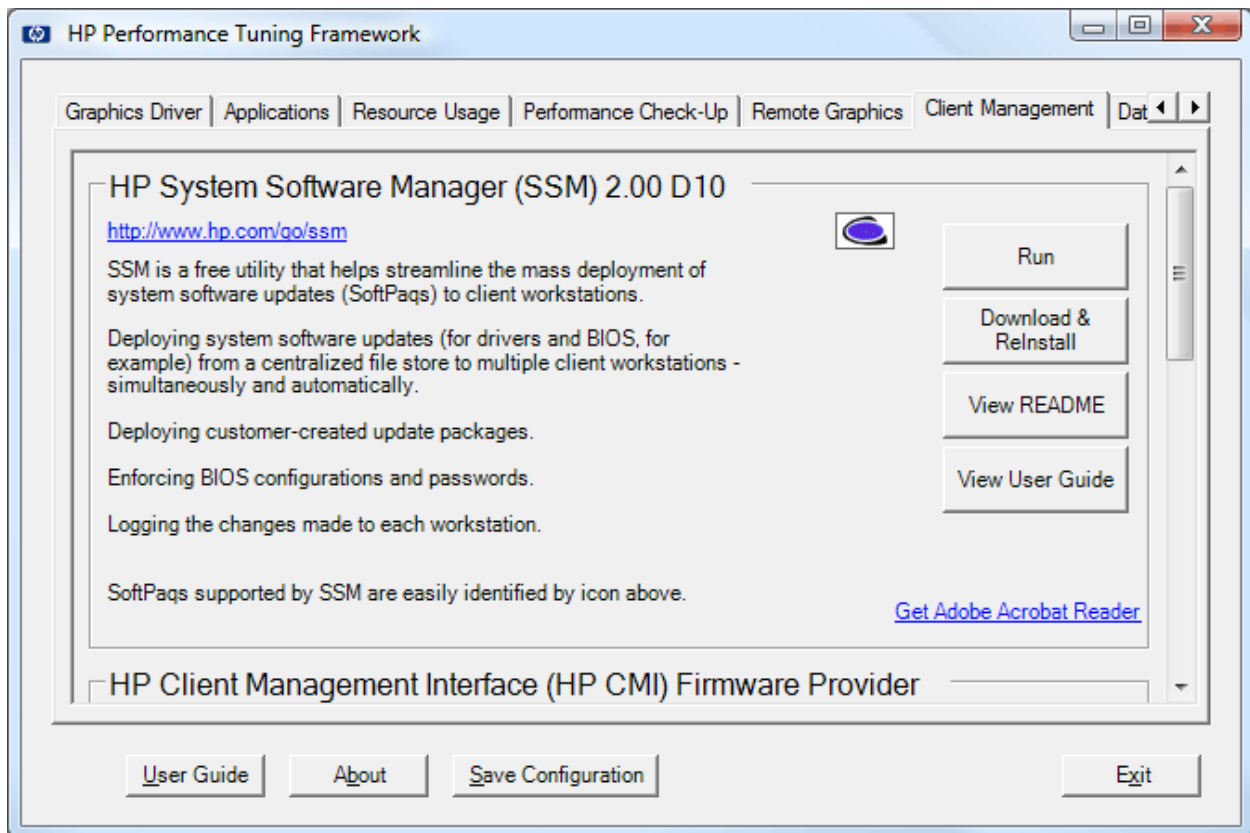 HP Performance Tuning Framework
Graphics Driver
Applications
Resource Usage
Performance Check-Up
Remote Graphics
Client Management
Dat
HP System Software Manager (SSM) 2.00 D10
http://www.hp.com/go/ssm
SSM is a free utility that helps streamline the mass deployment of
system software updates (SoftPaqs) to client workstations.
Deploying system software updates (for drivers and BIOS, for
example) from a centralized file store to multiple client workstations -
simultaneously and automatically.
Deploying customer-created update packages.
Enforcing BIOS configurations and passwords.
Logging the changes made to each workstation.
SoftPaqs supported by SSM are easily identified by icon above.
Run
Download &
ReInstall
View README
View User Guide
Get Adobe Acrobat Reader
HP Client Management Interface (HP CMI) Firmware Provider
User Guide
About
Save Configuration
Exit